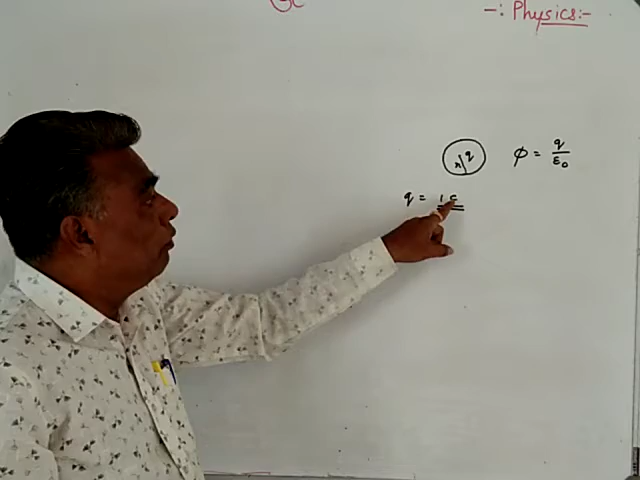 -: Physics:-
r q
φ = q/ε₀
q = 1 c